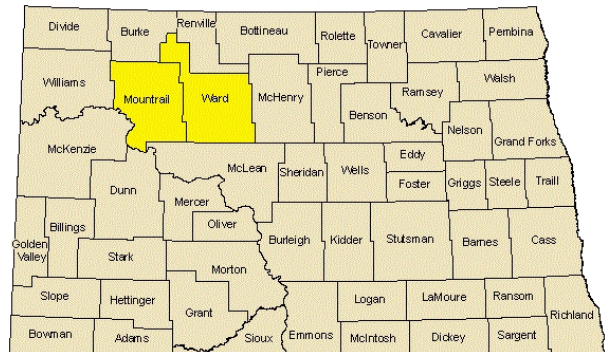 Divide
Burke
Renville
Bottineau
Rolette
Towner
Cavalier
Pembina
Williams
Mountrail
Ward
McHenry
Pierce
Benson
Ramsey
Walsh
Nelson
Grand Forks
McKenzie
Dunn
McLean
Sheridan
Wells
Eddy
Foster
Griggs
Steele
Traill
Mercer
Oliver
Golden
Valley
Billings
Stark
Morton
Burleigh
Kidder
Stutsman
Barnes
Cass
Slope
Hettinger
Grant
Logan
LaMoure
Ransom
Richland
Bowman
Adams
Sioux
Emmons
McIntosh
Dickey
Sargent